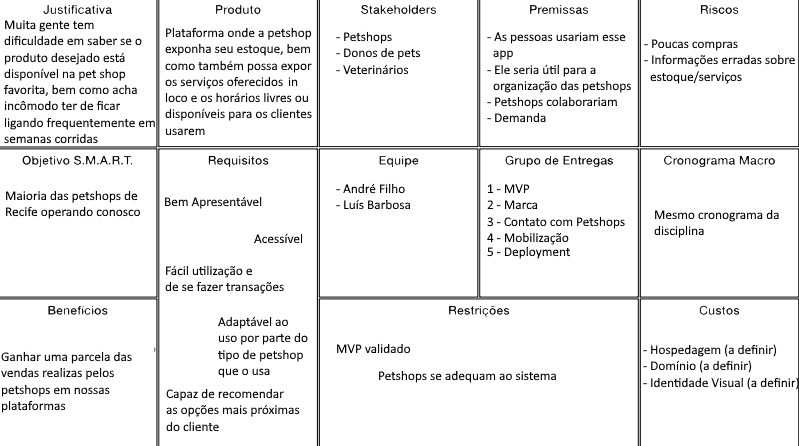 Justificativa
Muita gente tem
dificuldade em saber se o
produto desejado está
disponível na pet shop
favorita, bem como acha
incômodo ter de ficar
ligando frequentemente em
semanas corridas
Produto
Plataforma onde a petshop
exponha seu estoque, bem
como também possa expor
os serviços oferecidos in
loco e os horários livres ou
disponíveis para os clientes
usarem
Stakeholders
- Petshops
- Donos de pets
- Veterinários
Premissas
- As pessoas usariam esse
app
- Ele seria útil para a
organização das petshops
- Petshops colaborariam
- Demanda
Riscos
- Poucas compras
- Informações erradas sobre
estoque/serviços
Objetivo S.M.A.R.T.
Maioria das petshops de
Recife operando conosco
Requisitos
Bem Apresentável
Acessível
Fácil utilização e
de se fazer transações
Adaptável ao
uso por parte do
tipo de petshop
que o usa
Capaz de recomendar
as opções mais próximas
do cliente
Equipe
- André Filho
- Luís Barbosa
Grupo de Entregas
1 - MVP
2 - Marca
3 - Contato com Petshops
4 - Mobilização
5 - Deployment
Cronograma Macro
Mesmo cronograma da
disciplina
Benefícios
Ganhar uma parcela das
vendas realizas pelos
petshops em nossas
plataformas
Restrições
MVP validado
Petshops se adequam ao sistema
Custos
- Hospedagem (a definir)
- Domínio (a definir)
- Identidade Visual (a definir)